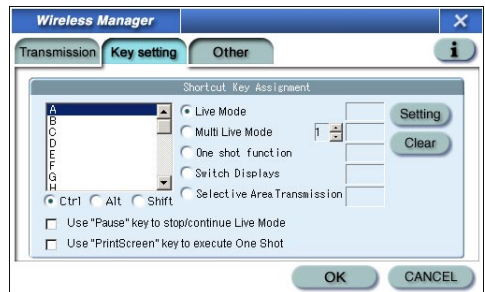 Wireless Manager
Transmission Key setting Other
Shortcut Key Assignment
A
B
C
D
E
F
G
H
Live Mode
Multi Live Mode 1
One shot function
Switch Displays
Selective Area Transmission
Setting
Clear
Ctrl Alt Shift
Use "Pause" key to stop/continue Live Mode
Use "PrintScreen" key to execute One Shot
OK CANCEL